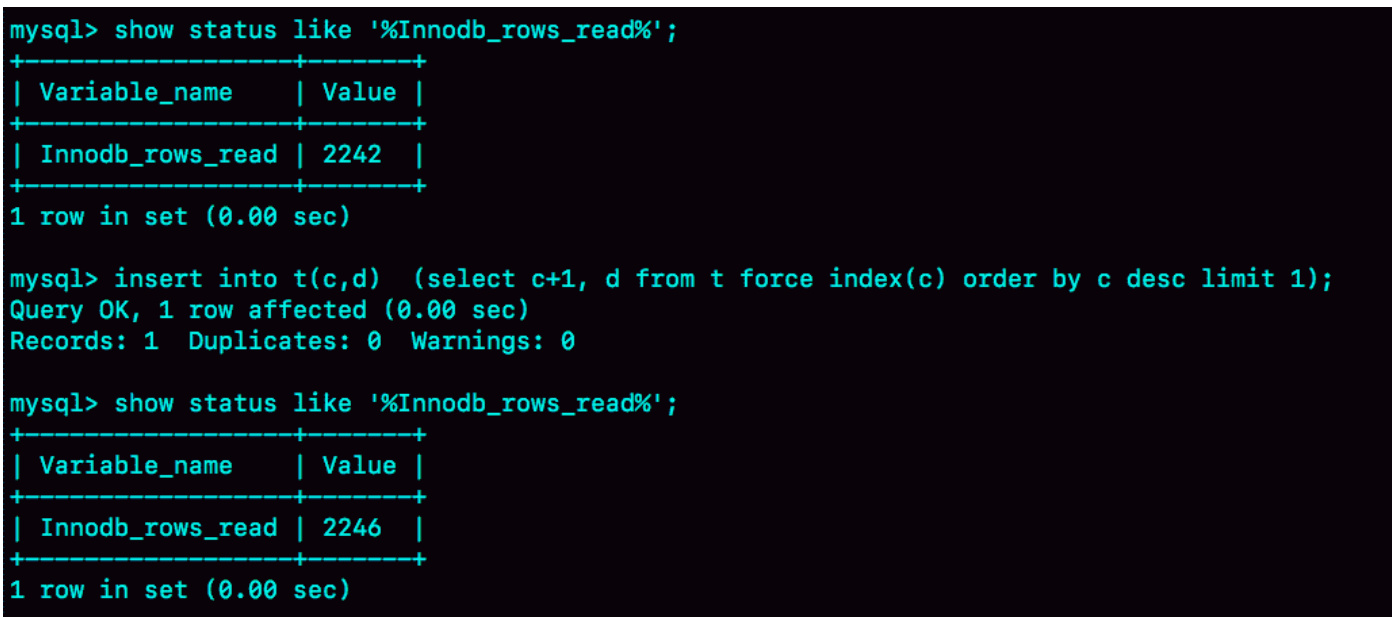 mysql> show status like '%Innodb_rows_read%';
+------------------+-------+
| Variable_name    | Value |
+------------------+-------+
| Innodb_rows_read | 2242  |
+------------------+-------+
1 row in set (0.00 sec)
mysql> insert into t(c,d)  (select c+1, d from t force index(c) order by c desc limit 1);
Query OK, 1 row affected (0.00 sec)
Records: 1  Duplicates: 0  Warnings: 0
mysql> show status like '%Innodb_rows_read%';
+------------------+-------+
| Variable_name    | Value |
+------------------+-------+
| Innodb_rows_read | 2246  |
+------------------+-------+
1 row in set (0.00 sec)